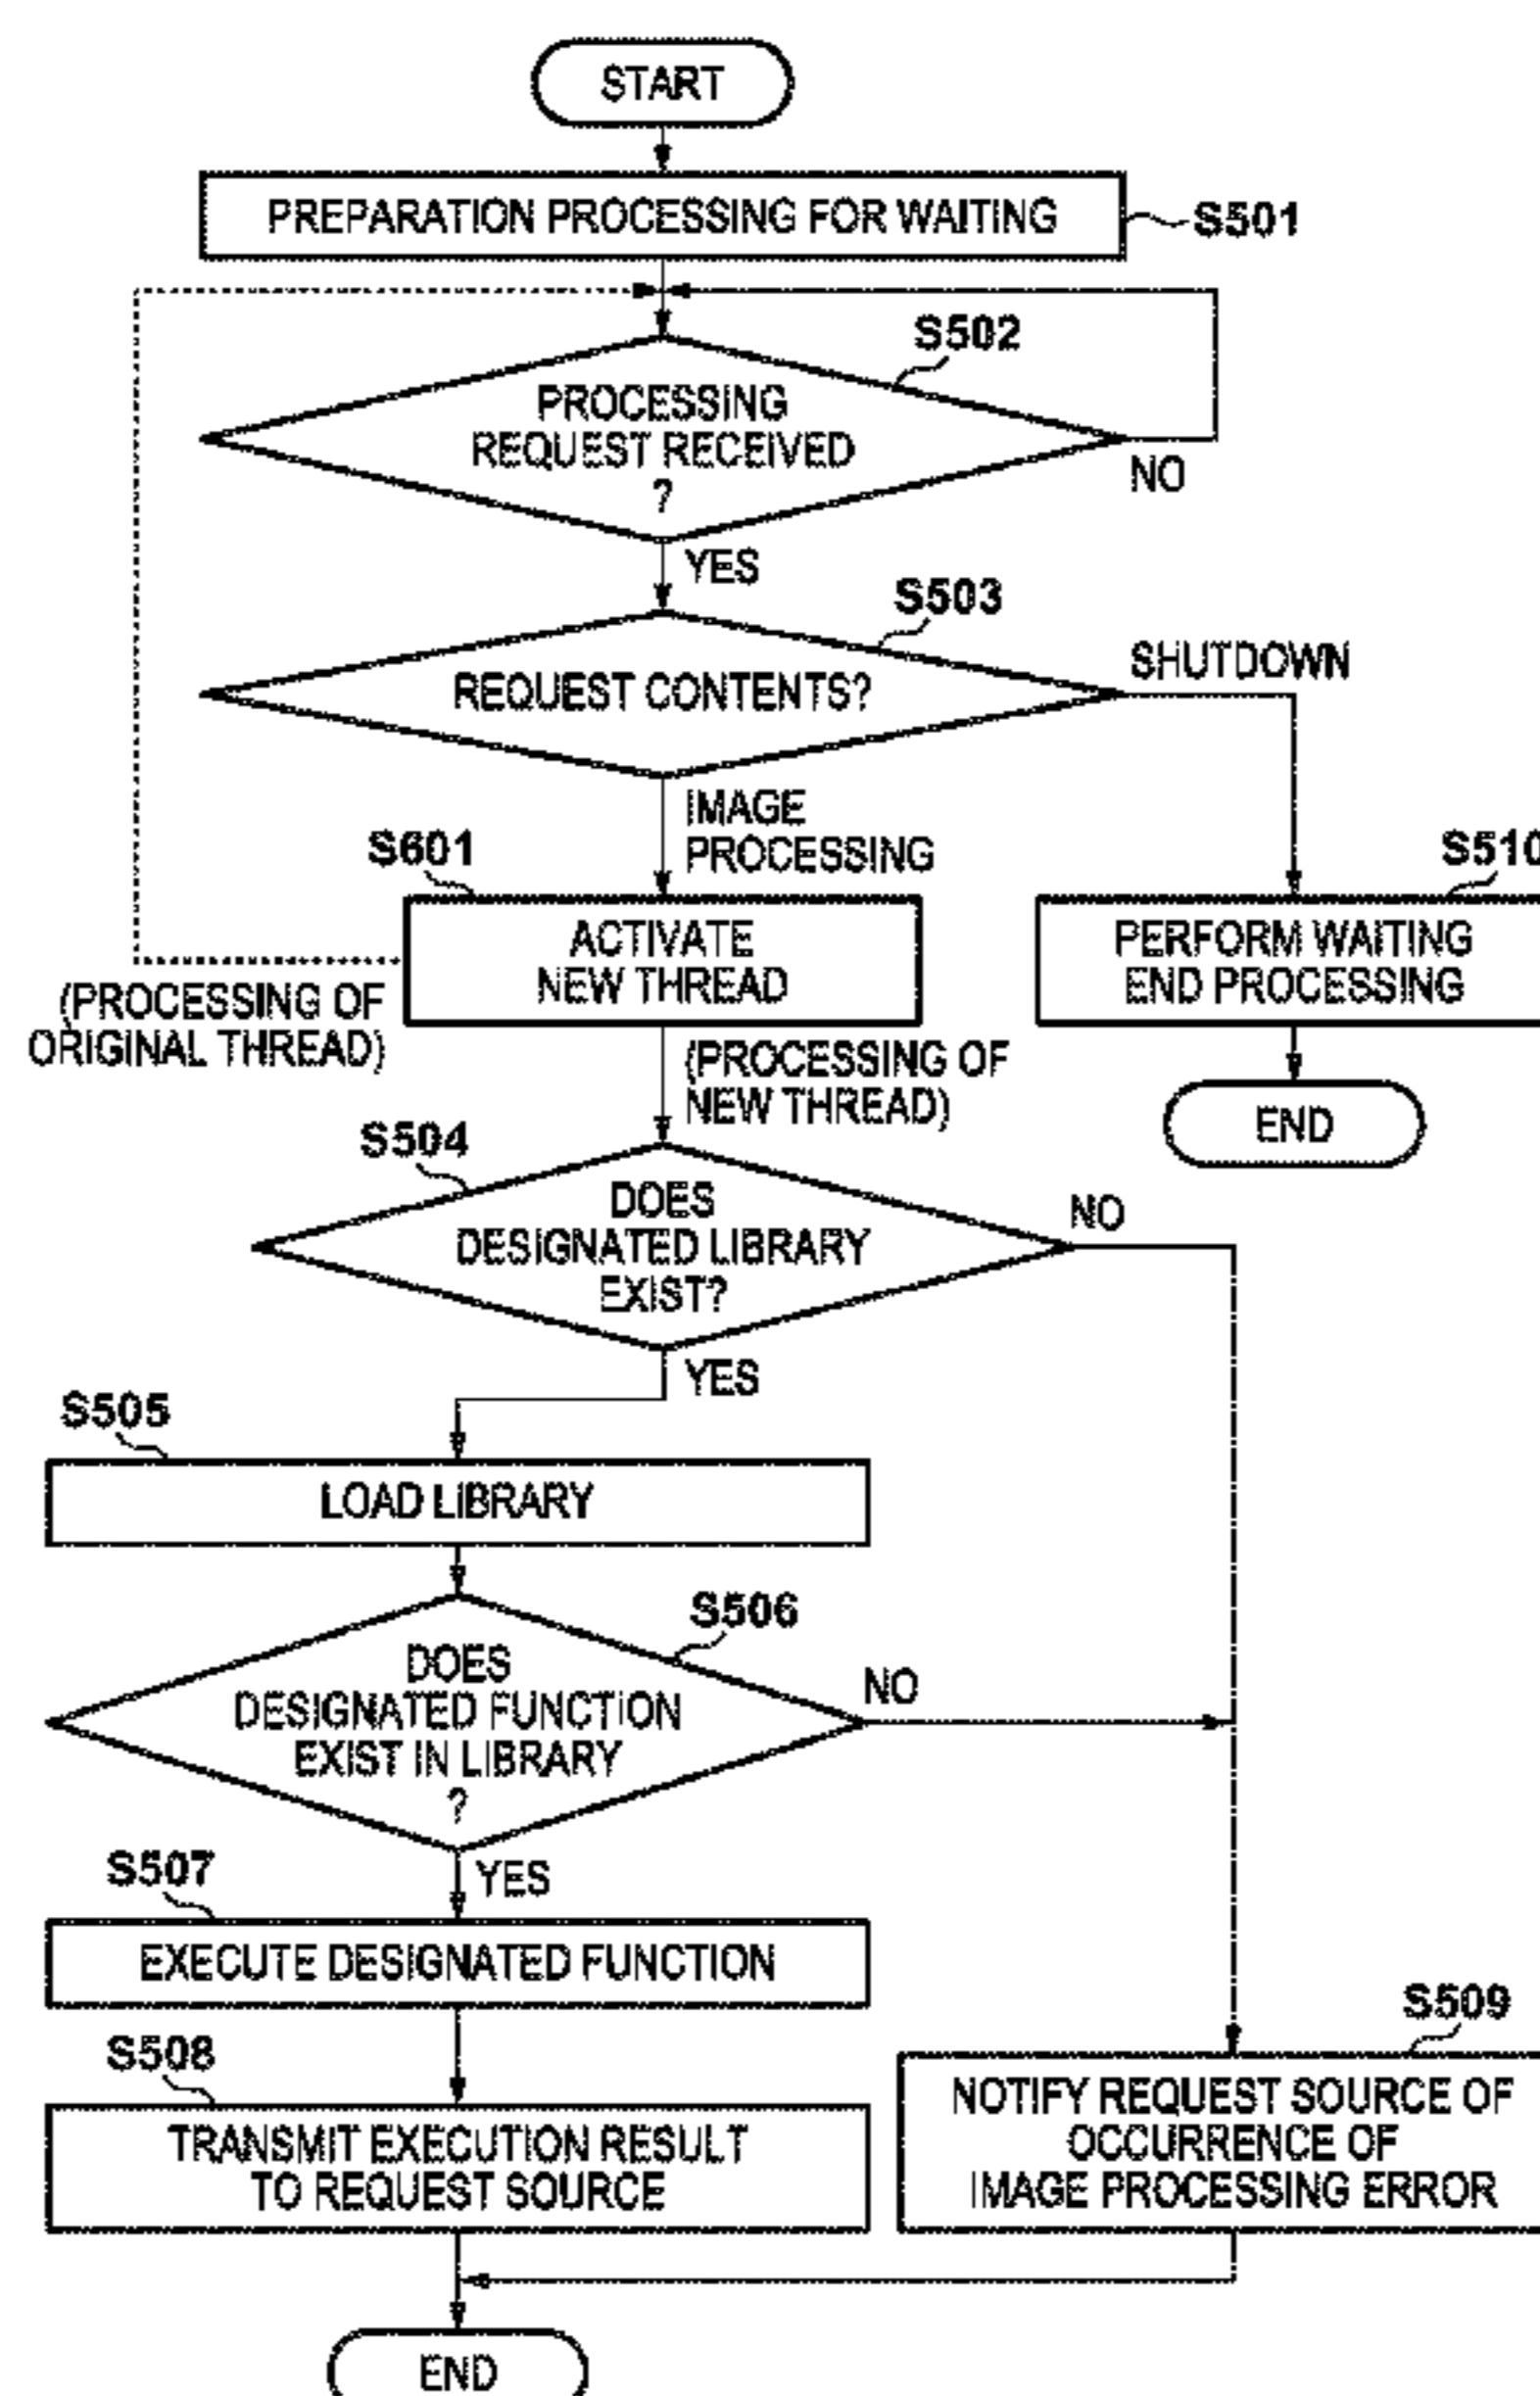 START
PREPARATION PROCESSING FOR WAITING
S501
S502
PROCESSING
REQUEST RECEIVED
?
NO
YES
S503
REQUEST CONTENTS?
SHUTDOWN
IMAGE
PROCESSING
S601
ACTIVATE
NEW THREAD
S510
PERFORM WAITING
END PROCESSING
(PROCESSING OF
ORIGINAL THREAD)
(PROCESSING OF
NEW THREAD)
END
S504
DOES
DESIGNATED LIBRARY
EXIST?
NO
YES
S505
LOAD LIBRARY
S506
DOES
DESIGNATED FUNCTION
EXIST IN LIBRARY
?
NO
YES
S507
EXECUTE DESIGNATED FUNCTION
S508
TRANSMIT EXECUTION RESULT
TO REQUEST SOURCE
S509
NOTIFY REQUEST SOURCE OF
OCCURRENCE OF
IMAGE PROCESSING ERROR
END